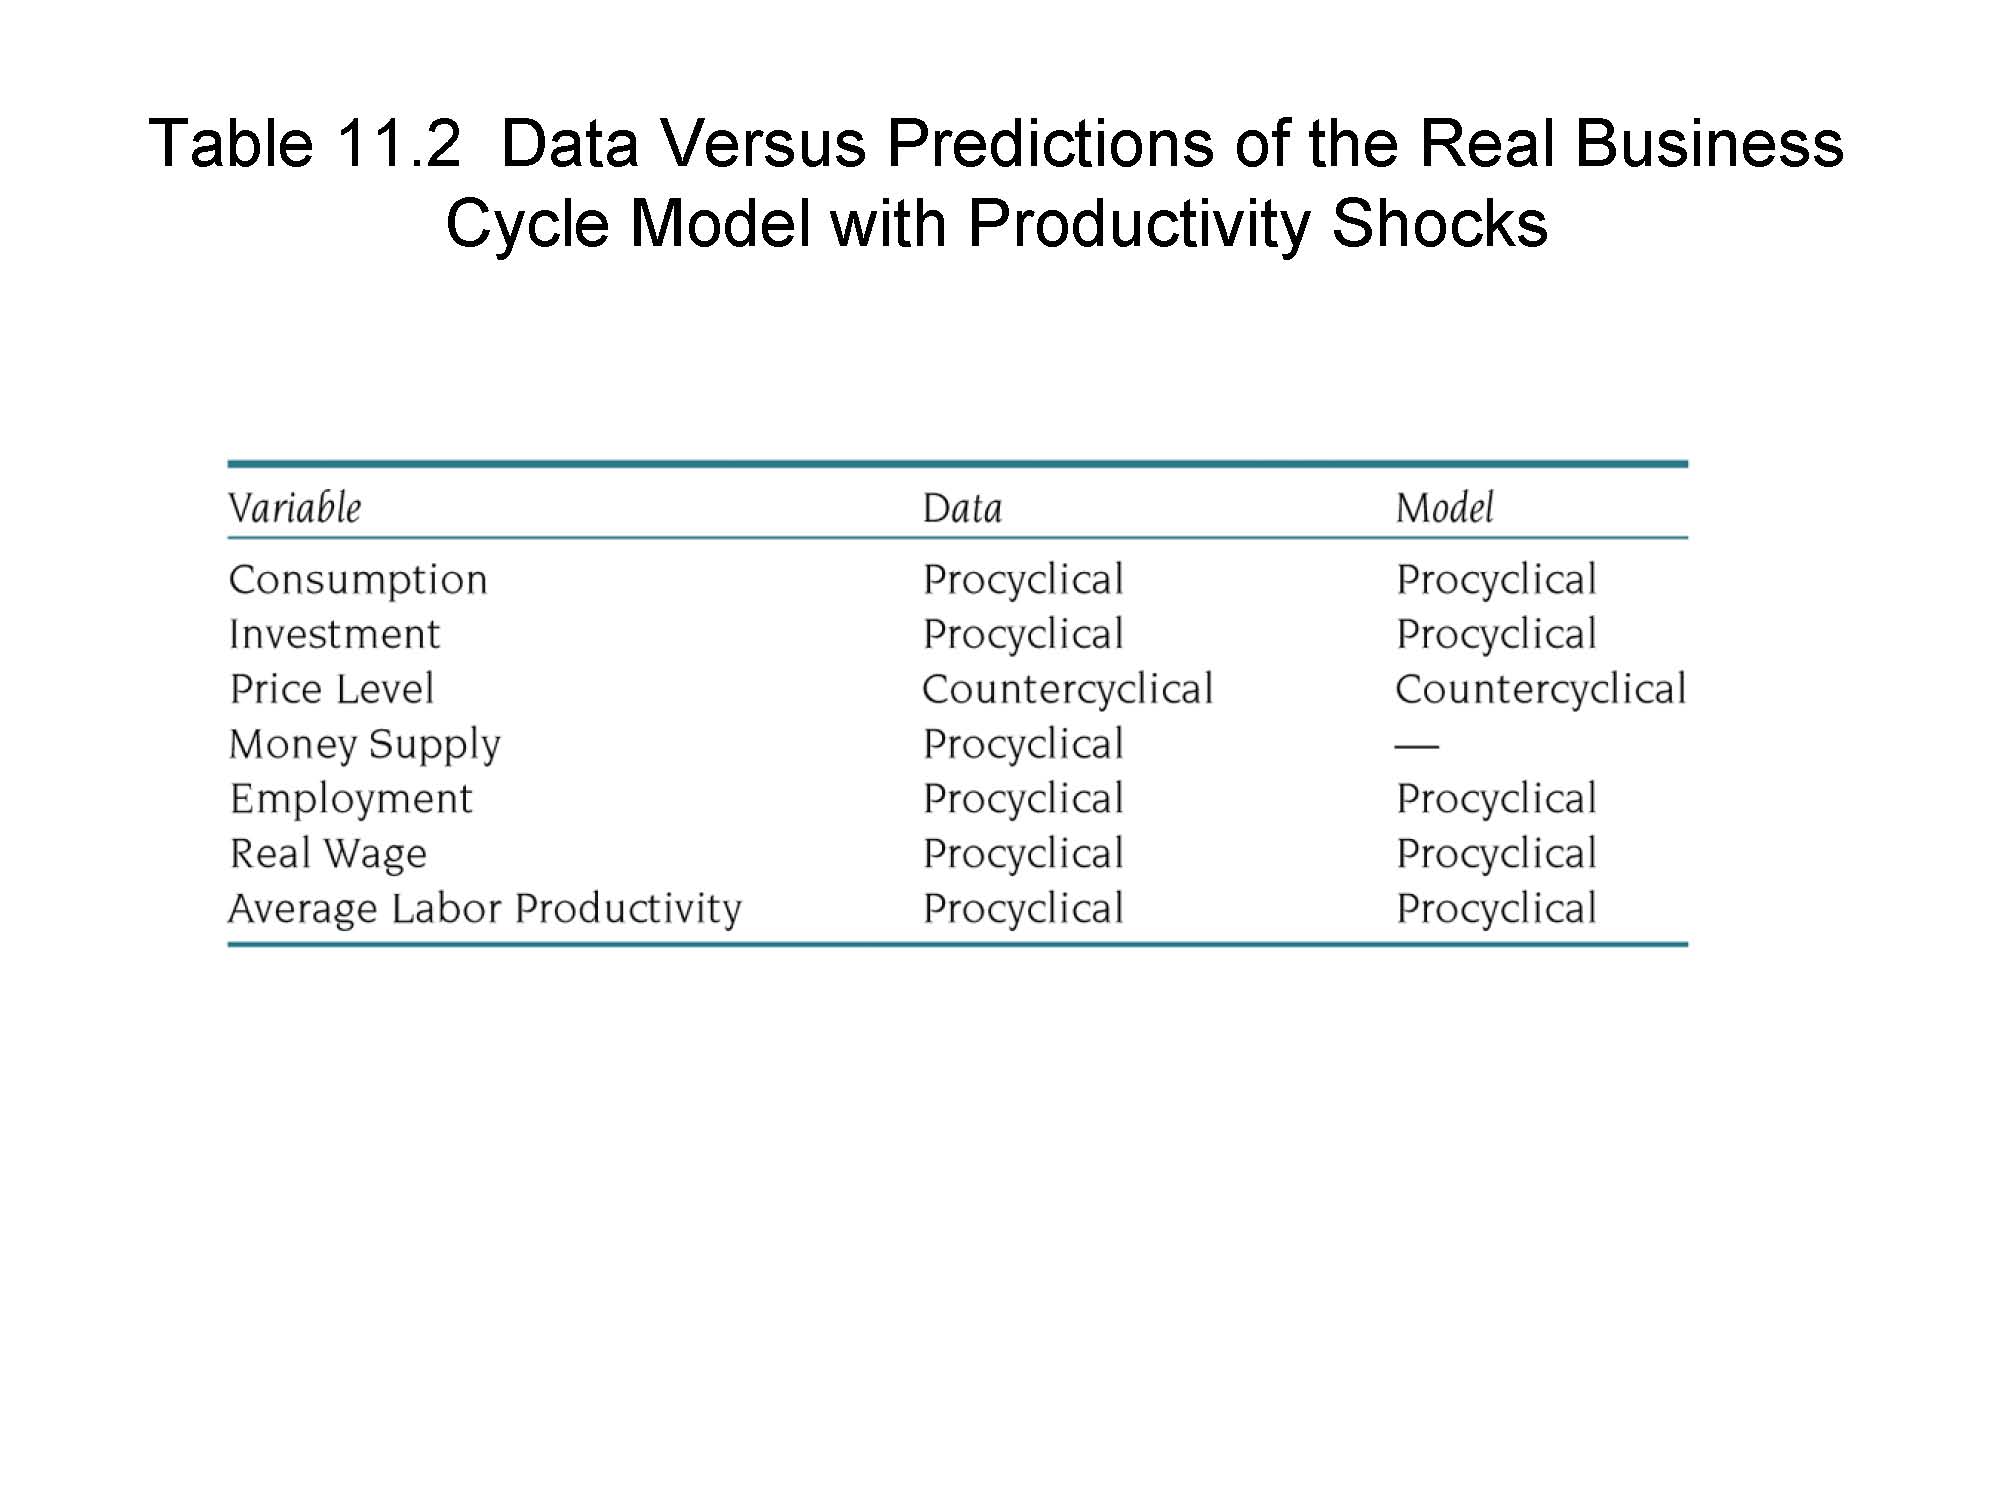 Table 11.2  Data Versus Predictions of the Real Business
Cycle Model with Productivity Shocks
Variable Data Model
Consumption Procyclical Procyclical
Investment Procyclical Procyclical
Price Level Countercyclical Countercyclical
Money Supply Procyclical —
Employment Procyclical Procyclical
Real Wage Procyclical Procyclical
Average Labor Productivity Procyclical Procyclical